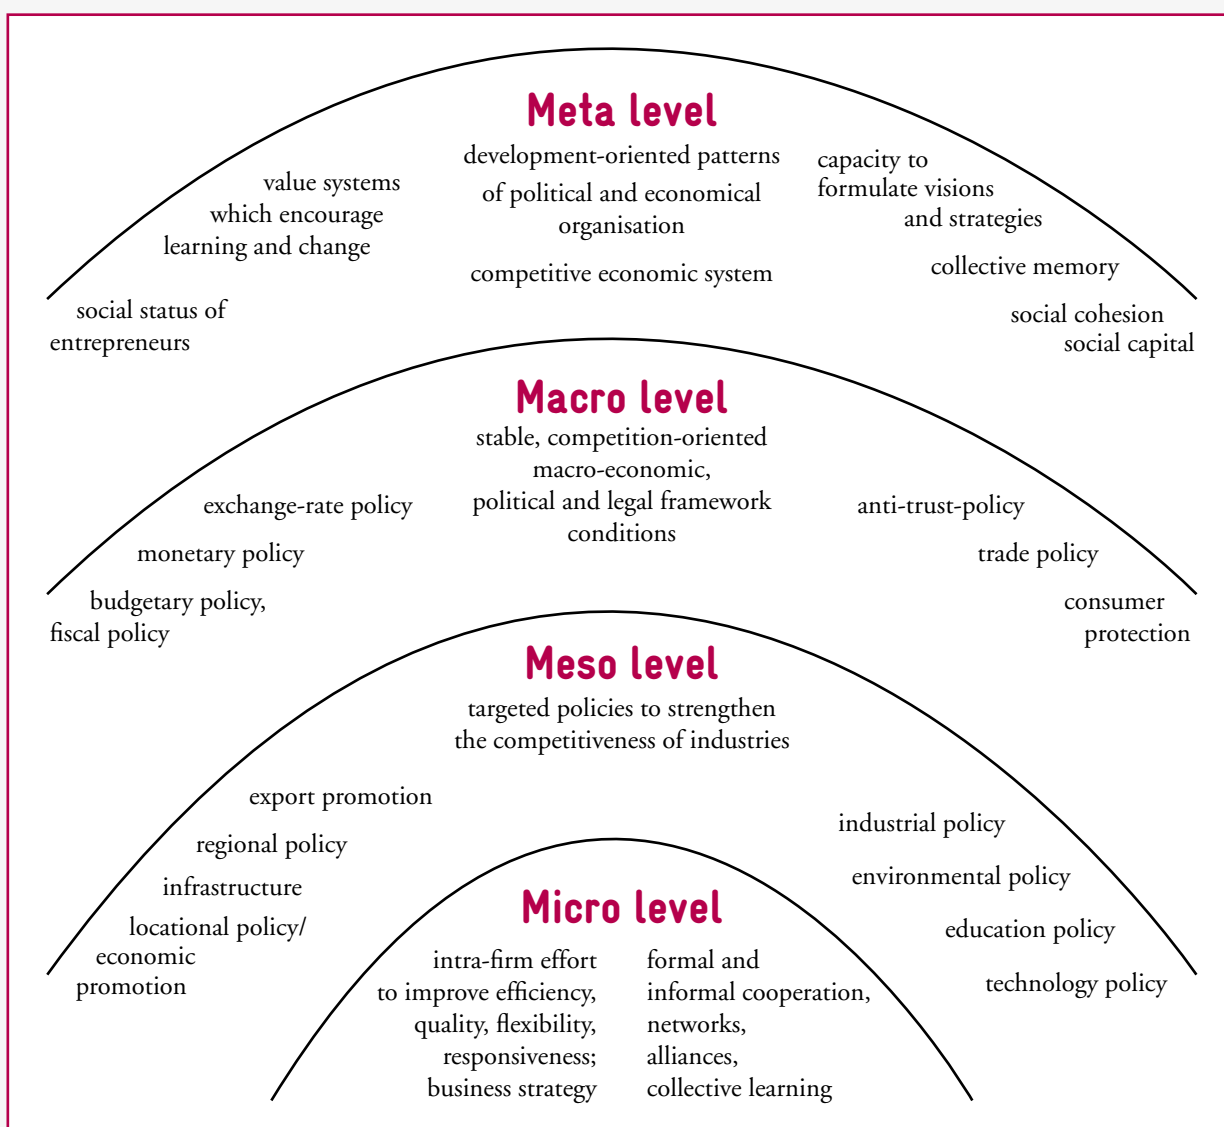 Meta level
development-oriented patterns
of political and economical
organisation
competitive economic system
value systems
which encourage
learning and change
social status of
entrepreneurs
capacity to
formulate visions
and strategies
collective memory
social cohesion
social capital
Macro level
stable, competition-oriented
macro-economic,
political and legal framework
conditions
exchange-rate policy
monetary policy
budgetary policy,
fiscal policy
anti-trust-policy
trade policy
consumer
protection
Meso level
targeted policies to strengthen
the competitiveness of industries
export promotion
regional policy
infrastructure
locational policy/
economic
promotion
industrial policy
environmental policy
education policy
technology policy
Micro level
intra-firm effort
to improve efficiency,
quality, flexibility,
responsiveness;
business strategy
formal and
informal cooperation,
networks,
alliances,
collective learning